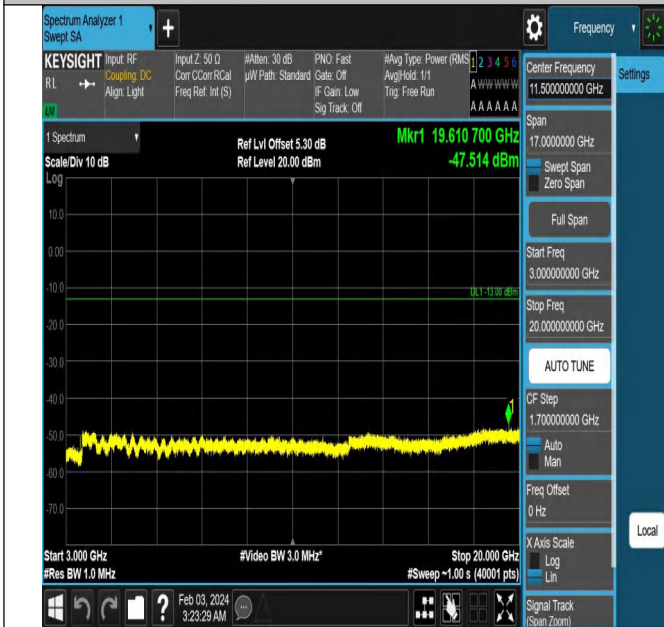 Spectrum Analyzer 1
Swept SA
Frequency
KEYSIGHT
RL
LXI
Input: RF
Coupling: DC
Align: Light
Input Z: 50 Ω
Corr CCorr RCal
Freq Ref: Int (S)
#Atten: 30 dB
µW Path: Standard
PNO: Fast
Gate: Off
IF Gain: Low
Sig Track: Off
#Avg Type: Power (RMS
Avg|Hold: 1/1
Trig: Free Run
1 2 3 4 5 6
A W W W W W
A A A A A A
Center Frequency
11.500000000 GHz
Settings
Span
17.0000000 GHz
Swept Span
Zero Span
Full Span
Start Freq
3.000000000 GHz
Stop Freq
20.000000000 GHz
AUTO TUNE
CF Step
1.700000000 GHz
Auto
Man
Freq Offset
0 Hz
X Axis Scale
Log
Lin
Signal Track
(Span Zoom)
Local
1 Spectrum
Scale/Div 10 dB
Log
Ref Lvl Offset 5.30 dB
Ref Level 20.00 dBm
Mkr1 19.610 700 GHz
-47.514 dBm
10.0
0.00
-10.0
DL1 -13.00 dBm
-20.0
-30.0
-40.0
1
-50.0
-60.0
-70.0
Start 3.000 GHz
#Res BW 1.0 MHz
#Video BW 3.0 MHz*
Stop 20.000 GHz
#Sweep ~1.00 s (40001 pts)
Feb 03, 2024
3:23:29 AM